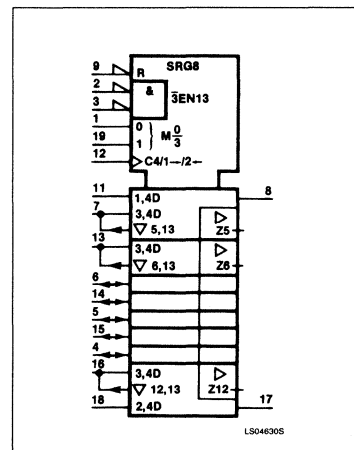 SRG8
9 R
2 &
3 3̅EN13
1 0 } M 0/3
19 1
12 C4/1→/2←
11 1,4D 8
7 3,4D
▽ 5,13 ▷ Z5
13 3,4D
▽ 6,13 ▷ Z6
6
14
5
15
4
16 3,4D
▽ 12,13 ▷ Z12
18 2,4D 17
LS04630S